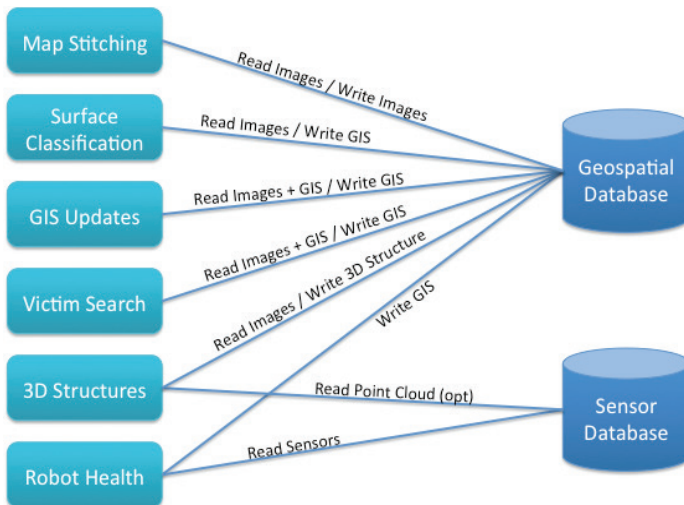 Map Stitching
Read Images / Write Images
Surface
Classification
Read Images / Write GIS
Geospatial
Database
GIS Updates
Read Images + GIS / Write GIS
Victim Search
Read Images + GIS / Write GIS
Read Images / Write 3D Structure
Write GIS
3D Structures
Read Point Cloud (opt)
Sensor
Database
Robot Health
Read Sensors